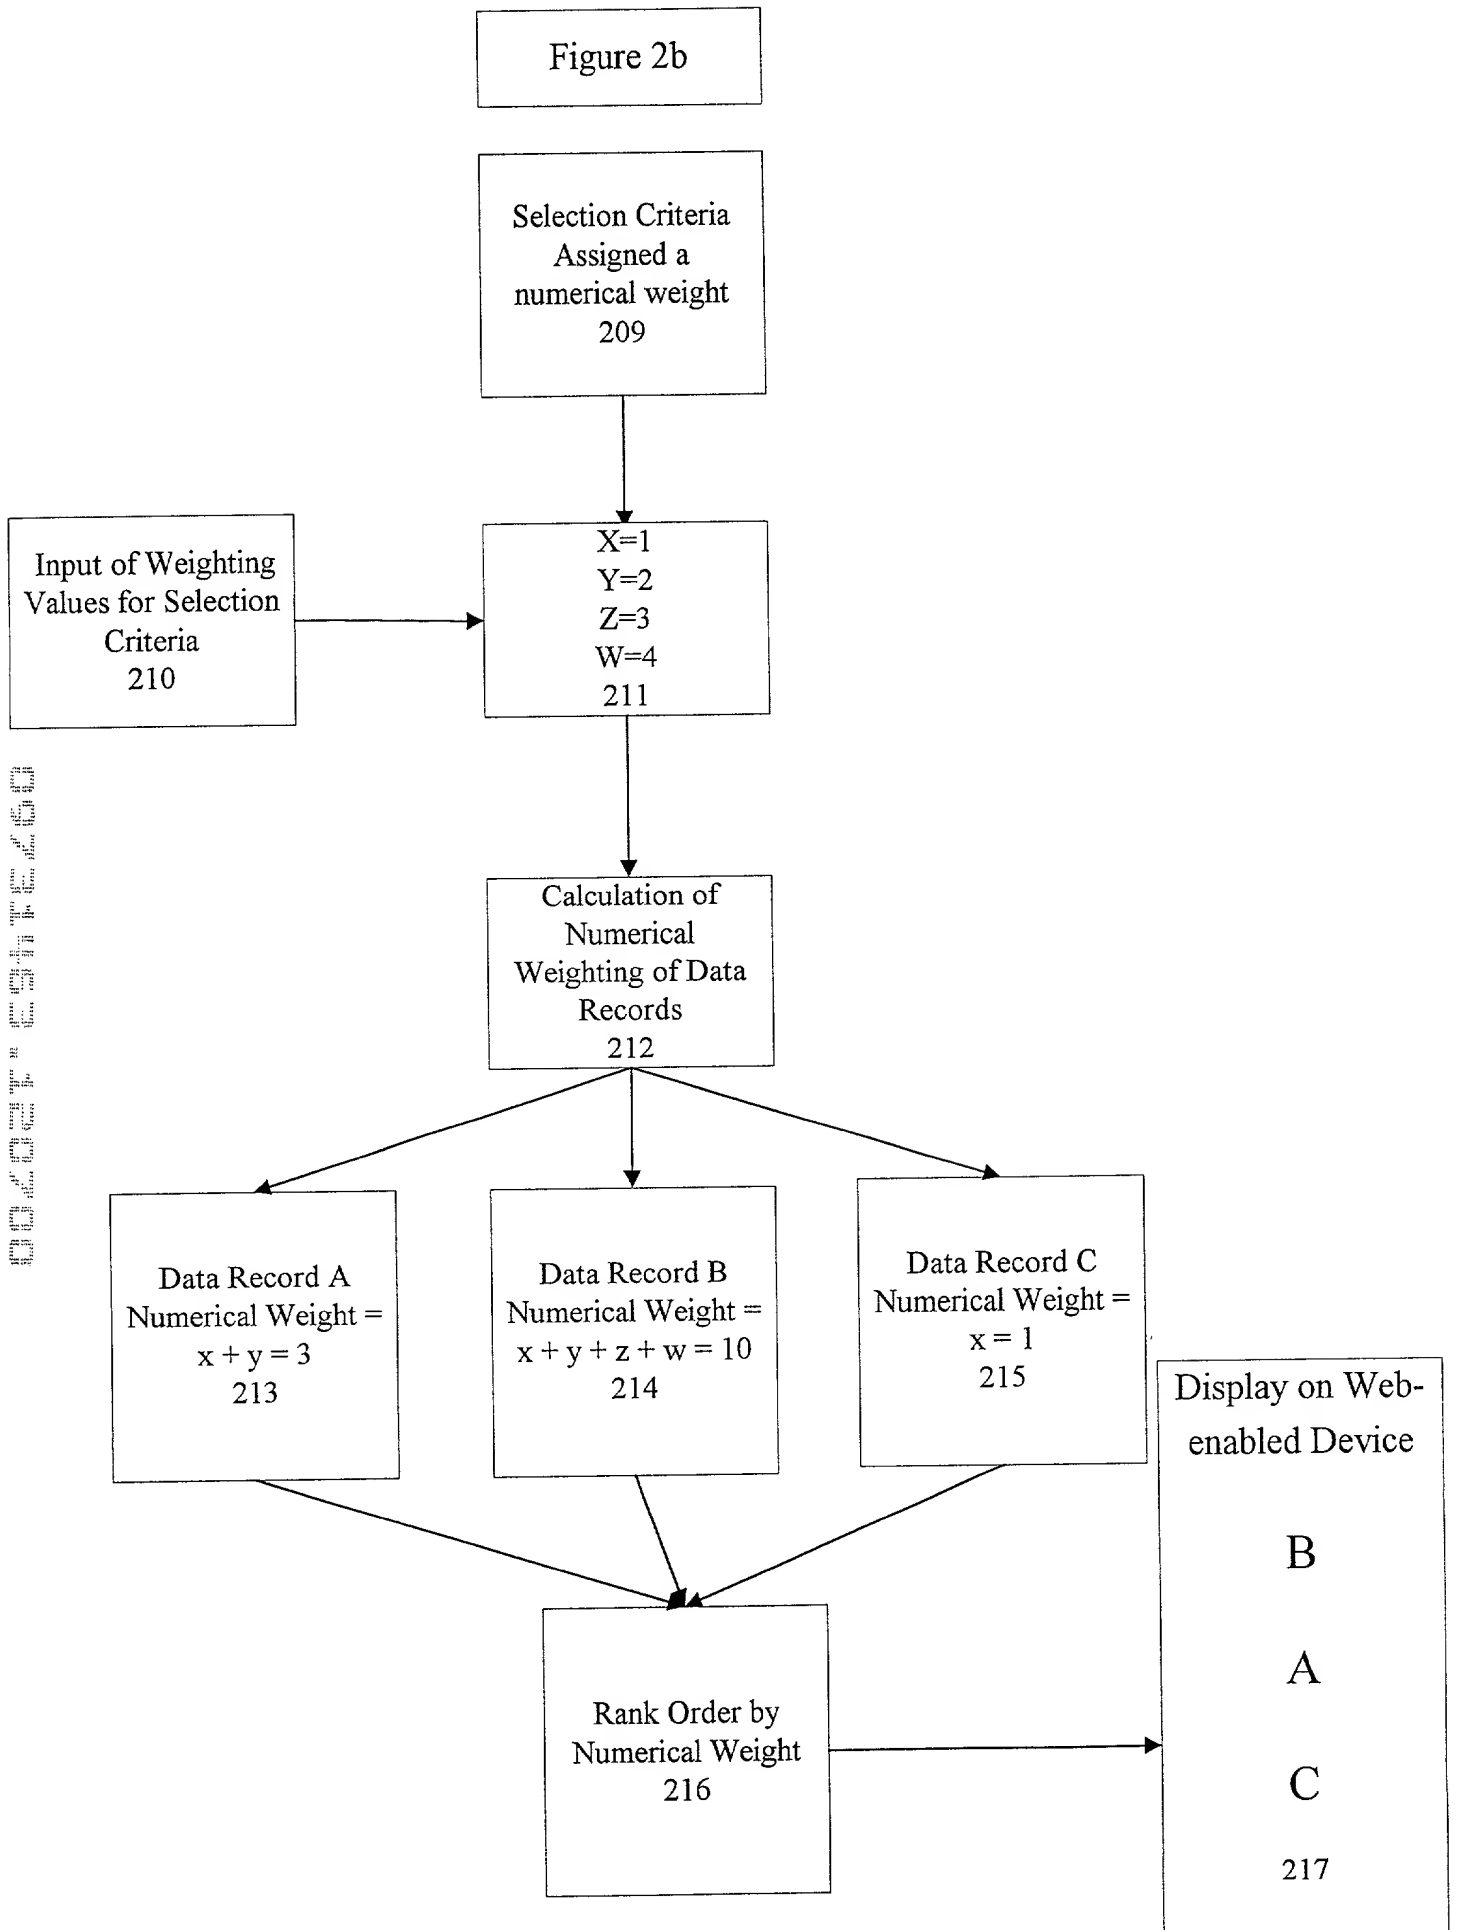 Figure 2b
Selection Criteria
Assigned a
numerical weight
209
Input of Weighting
Values for Selection
Criteria
210
X=1
Y=2
Z=3
W=4
211
Calculation of
Numerical
Weighting of Data
Records
212
Data Record A
Numerical Weight =
x + y = 3
213
Data Record B
Numerical Weight =
x + y + z + w = 10
214
Data Record C
Numerical Weight =
x = 1
215
Rank Order by
Numerical Weight
216
Display on Web-
enabled Device
B
A
C
217